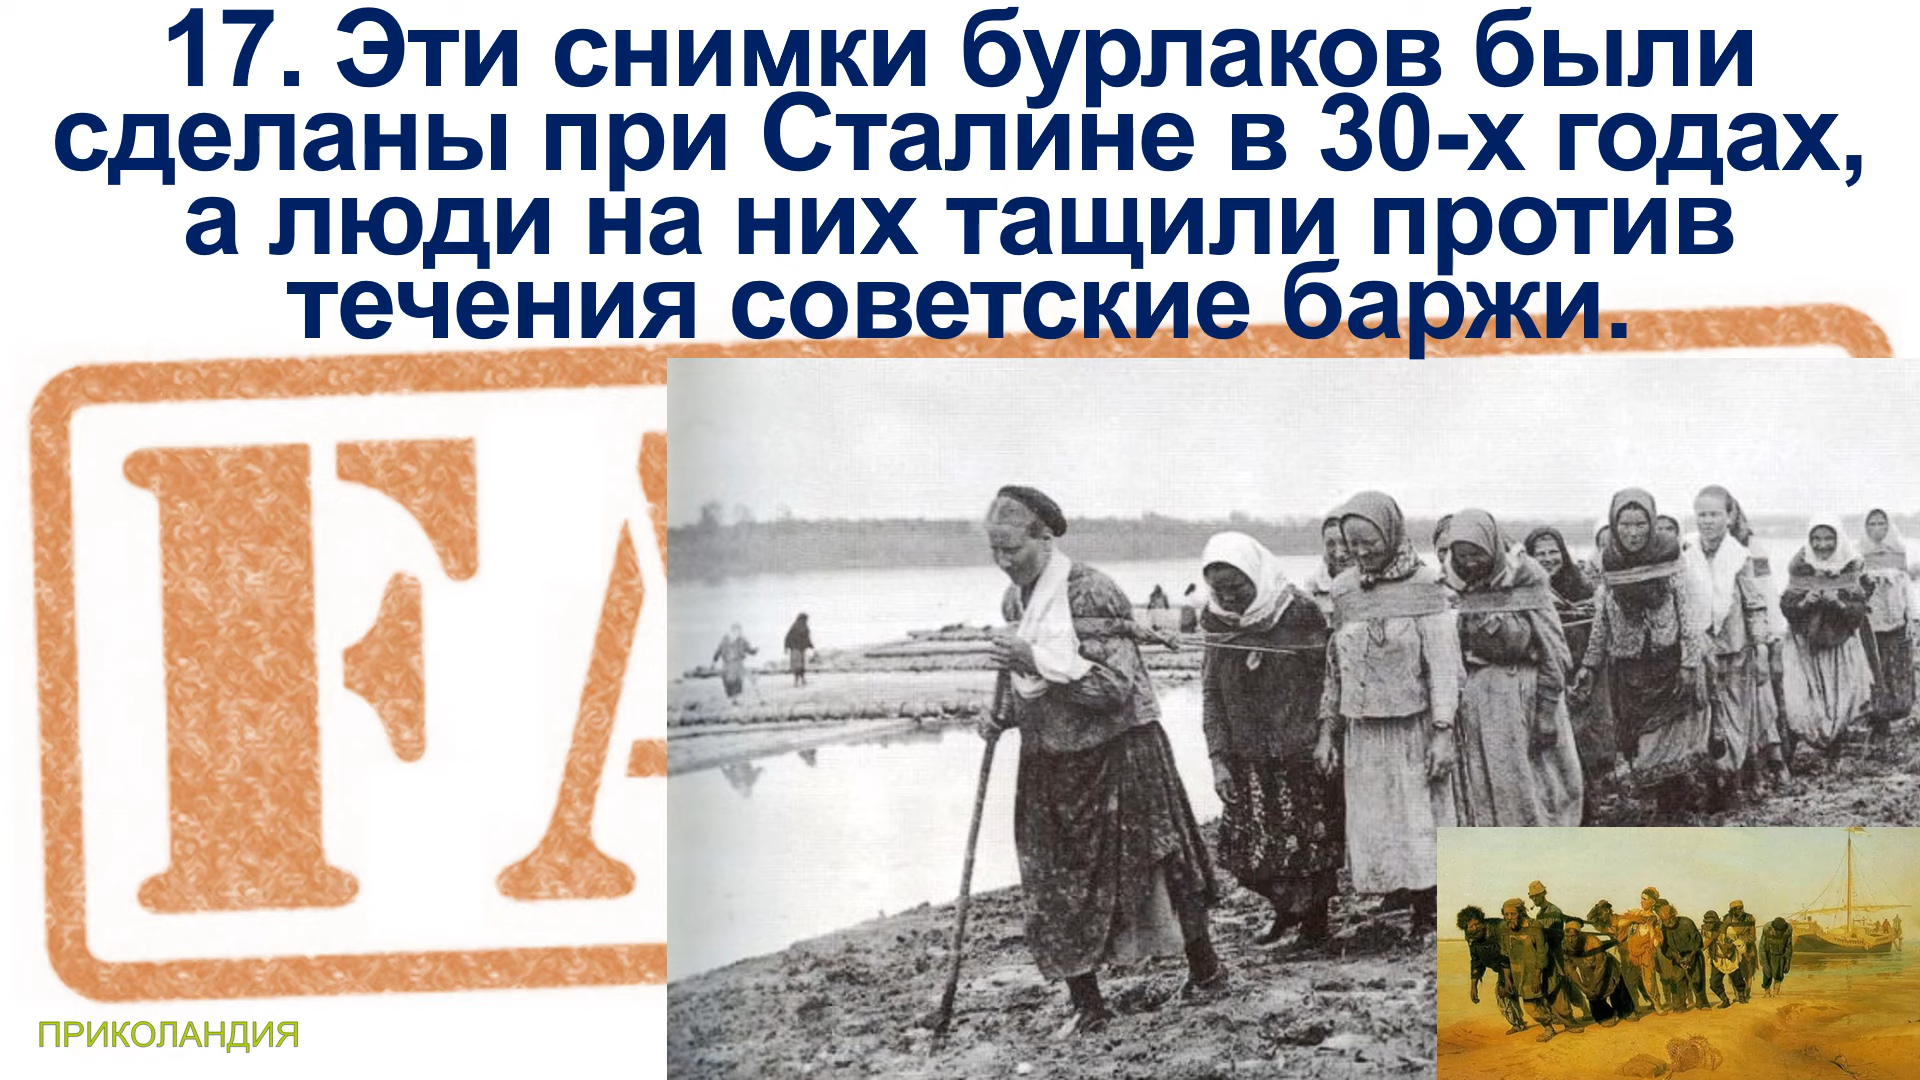 17. Эти снимки бурлаков были
сделаны при Сталине в 30-х годах,
а люди на них тащили против
течения советские баржи.
FA
ПРИКОЛАНДИЯ